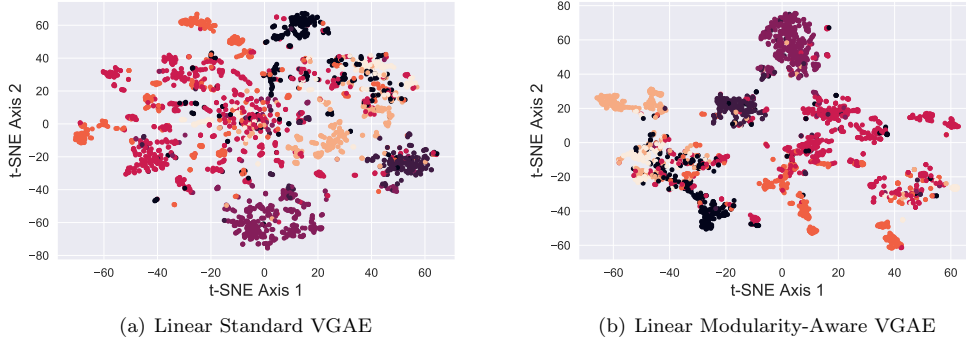 60
40
20
0
−20
−40
−60
−80
t-SNE Axis 2
−60 −40 −20 0 20 40 60
t-SNE Axis 1
(a) Linear Standard VGAE
80
60
40
20
0
−20
−40
−60
t-SNE Axis 2
−60 −40 −20 0 20 40 60
t-SNE Axis 1
(b) Linear Modularity-Aware VGAE